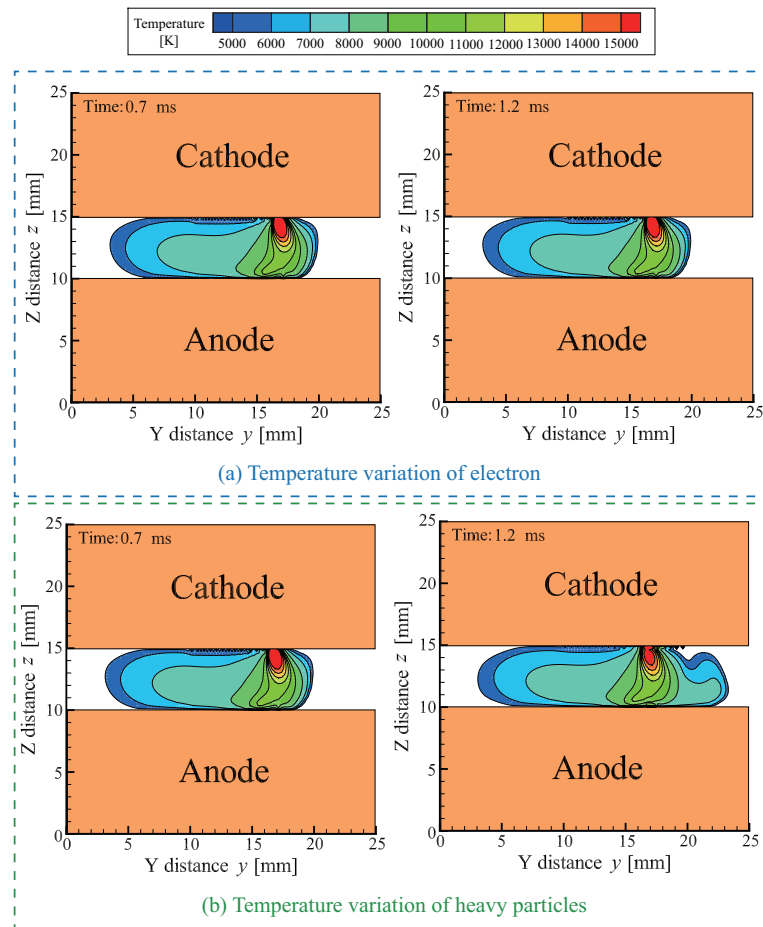 Temperature
[K]
5000 6000 7000 8000 9000 10000 11000 12000 13000 14000 15000
Time:0.7 ms
Cathode
Anode
Z distance z [mm]
25
20
15
10
5
0
0 5 10 15 20 25
Y distance y [mm]
Time:1.2 ms
Cathode
Anode
Z distance z [mm]
25
20
15
10
5
0
0 5 10 15 20 25
Y distance y [mm]
(a) Temperature variation of electron
Time:0.7 ms
Cathode
Anode
Z distance z [mm]
25
20
15
10
5
0
0 5 10 15 20 25
Y distance y [mm]
Time:1.2 ms
Cathode
Anode
Z distance z [mm]
25
20
15
10
5
0
0 5 10 15 20 25
Y distance y [mm]
(b) Temperature variation of heavy particles